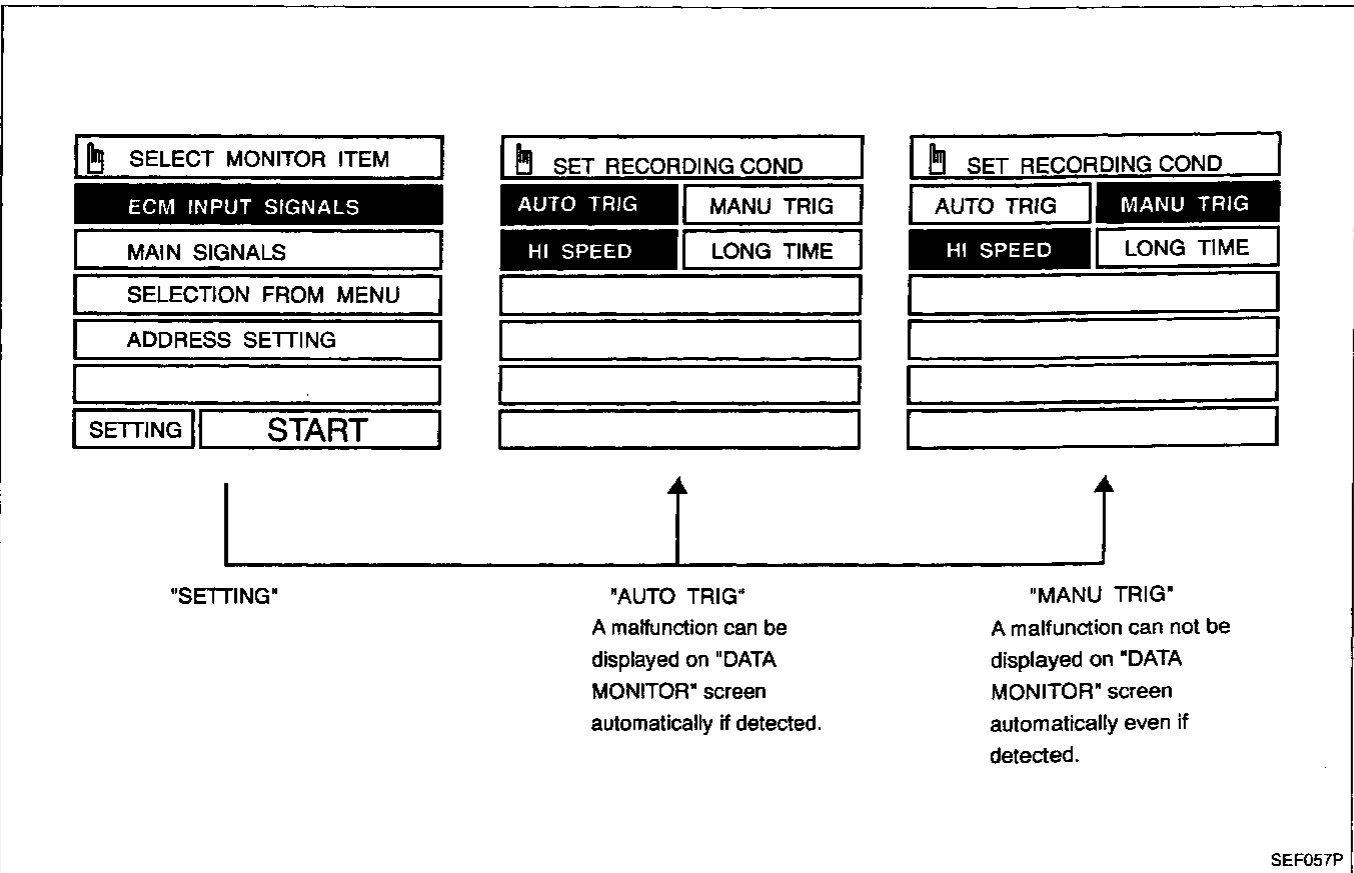 SELECT MONITOR ITEM
ECM INPUT SIGNALS
MAIN SIGNALS
SELECTION FROM MENU
ADDRESS SETTING
SETTING START
SET RECORDING COND
AUTO TRIG MANU TRIG
HI SPEED LONG TIME
SET RECORDING COND
AUTO TRIG MANU TRIG
HI SPEED LONG TIME
"SETTING"
"AUTO TRIG"
A malfunction can be
displayed on "DATA
MONITOR" screen
automatically if detected.
"MANU TRIG"
A malfunction can not be
displayed on "DATA
MONITOR" screen
automatically even if
detected.
SEF057P